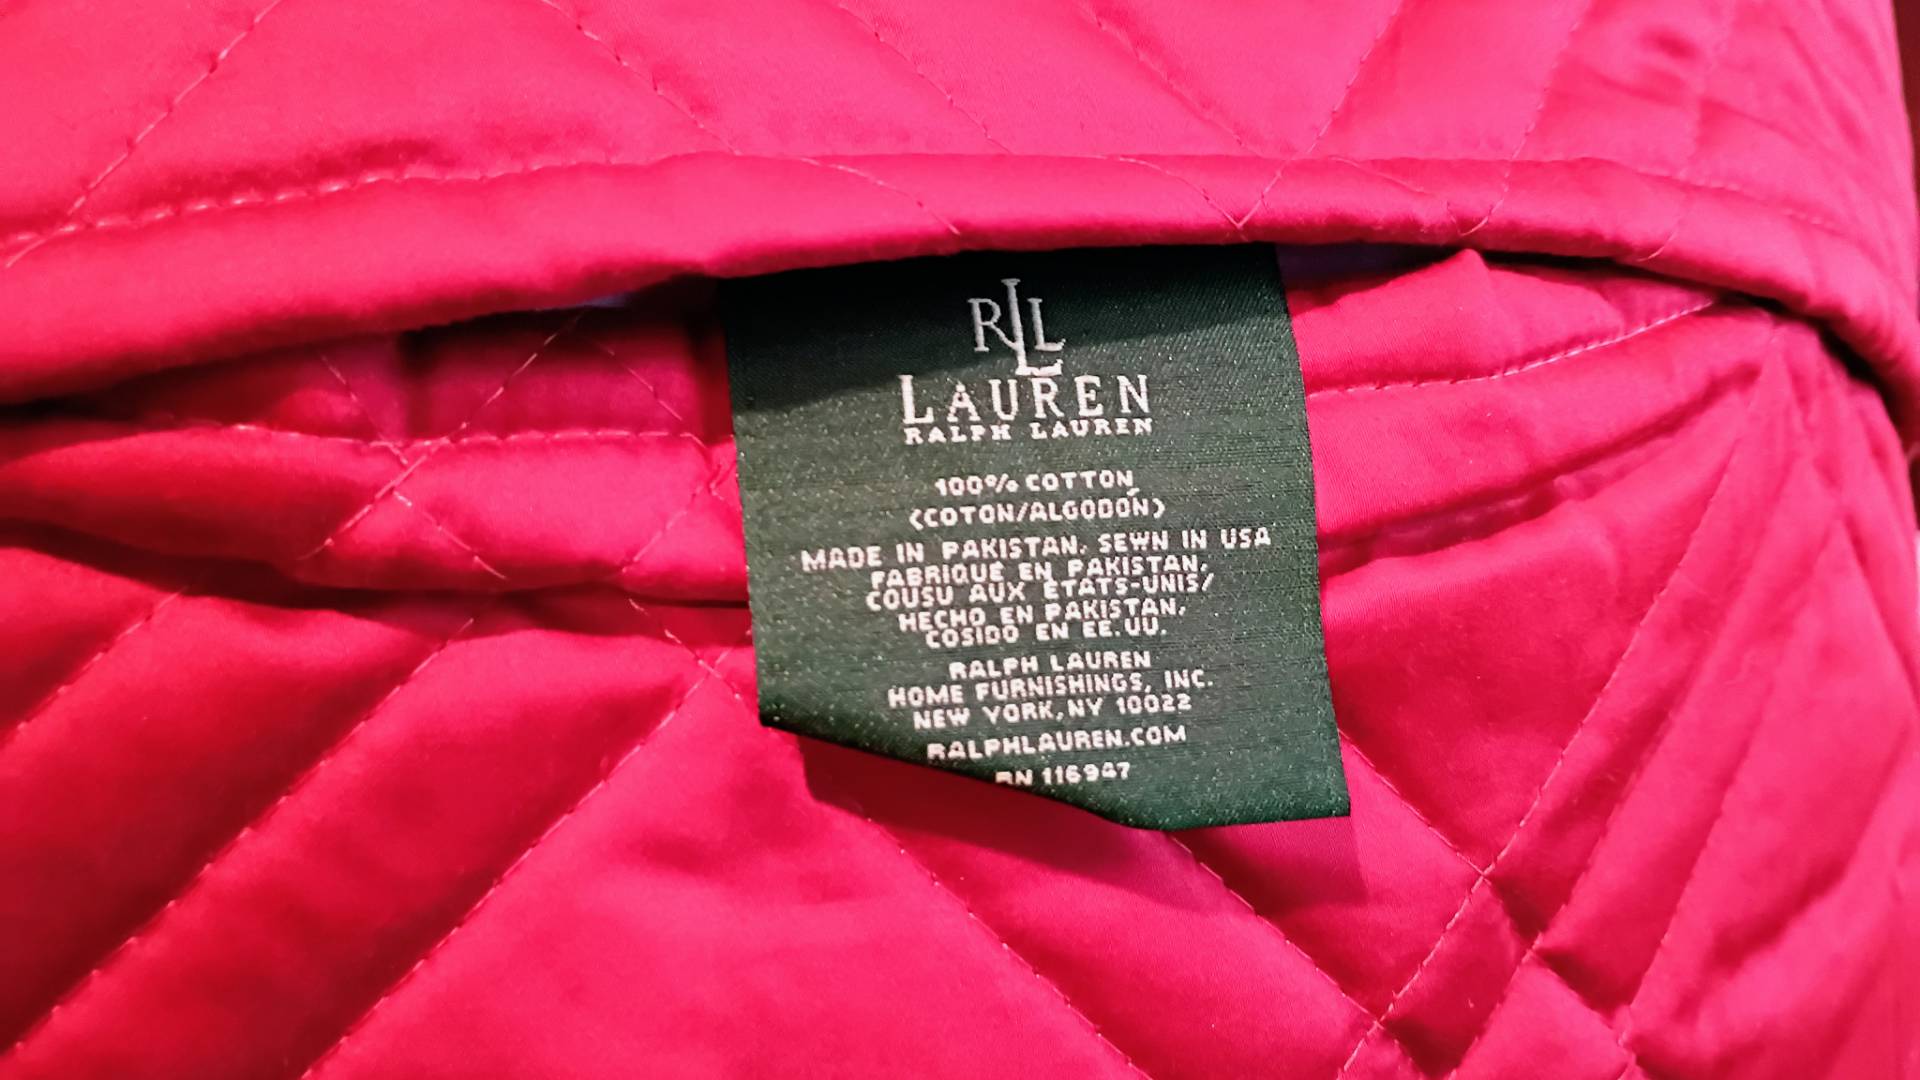 RLL
LAUREN
RALPH LAUREN
100% COTTON
(COTON/ALGODÓN)
MADE IN PAKISTAN. SEWN IN USA
FABRIQUÉ EN PAKISTAN,
COUSU AUX ÉTATS-UNIS/
HECHO EN PAKISTAN,
COSIDO EN EE.UU.
RALPH LAUREN
HOME FURNISHINGS, INC.
NEW YORK, NY 10022
RALPHLAUREN.COM
RN 116947